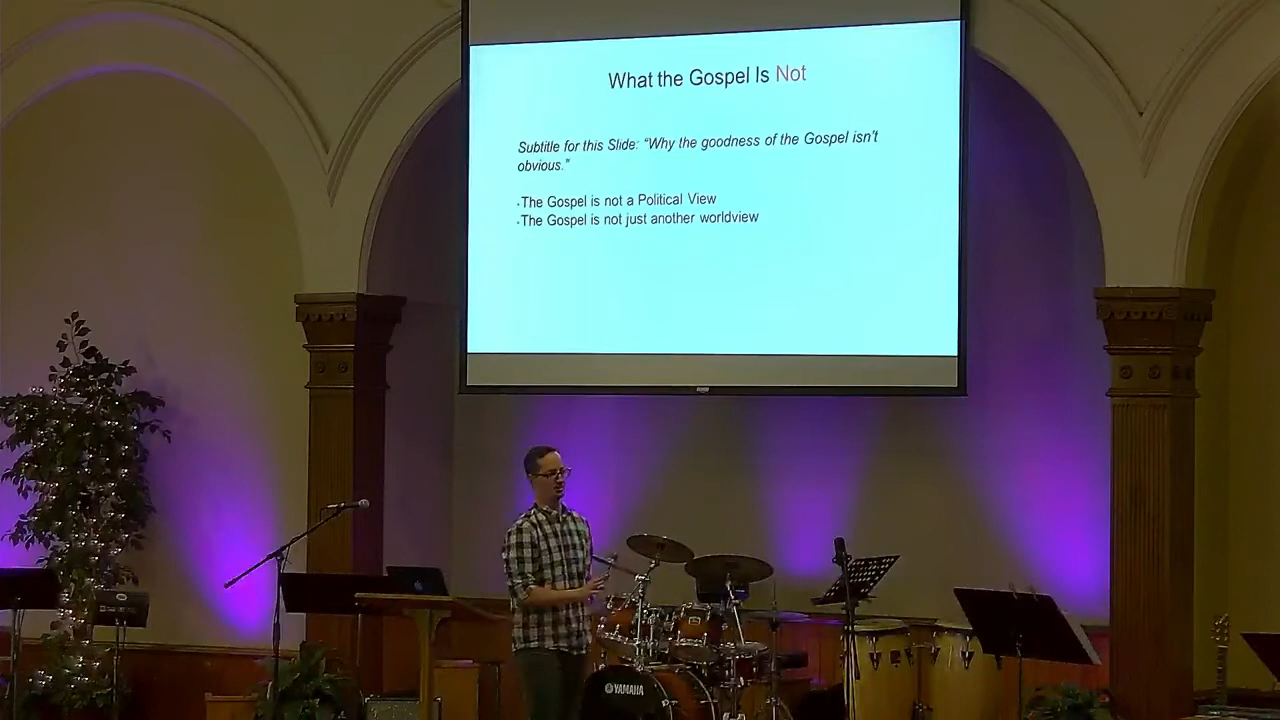 What the Gospel Is Not
Subtitle for this Slide: "Why the goodness of the Gospel isn't
obvious."
.The Gospel is not a Political View
.The Gospel is not just another worldview
YAMAHA